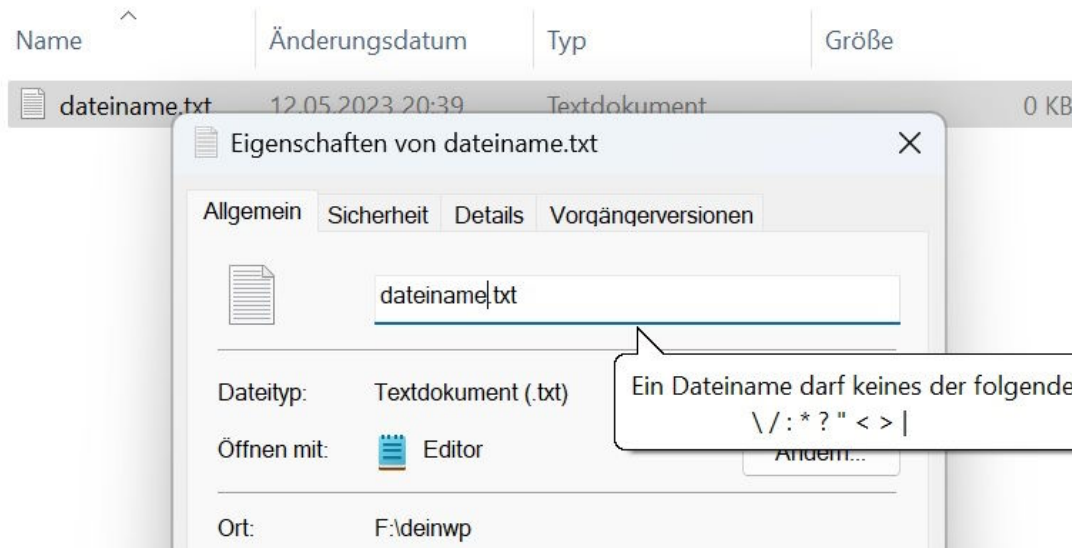 Name Änderungsdatum Typ Größe
dateiname.txt 12.05.2023 20:39 Textdokument 0 KB
Eigenschaften von dateiname.txt
Allgemein Sicherheit Details Vorgängerversionen
dateiname.txt
Dateityp: Textdokument (.txt)
Ein Dateiname darf keines der folgende
\ / : * ? " < > |
Öffnen mit: Editor Ändern...
Ort: F:\deinwp